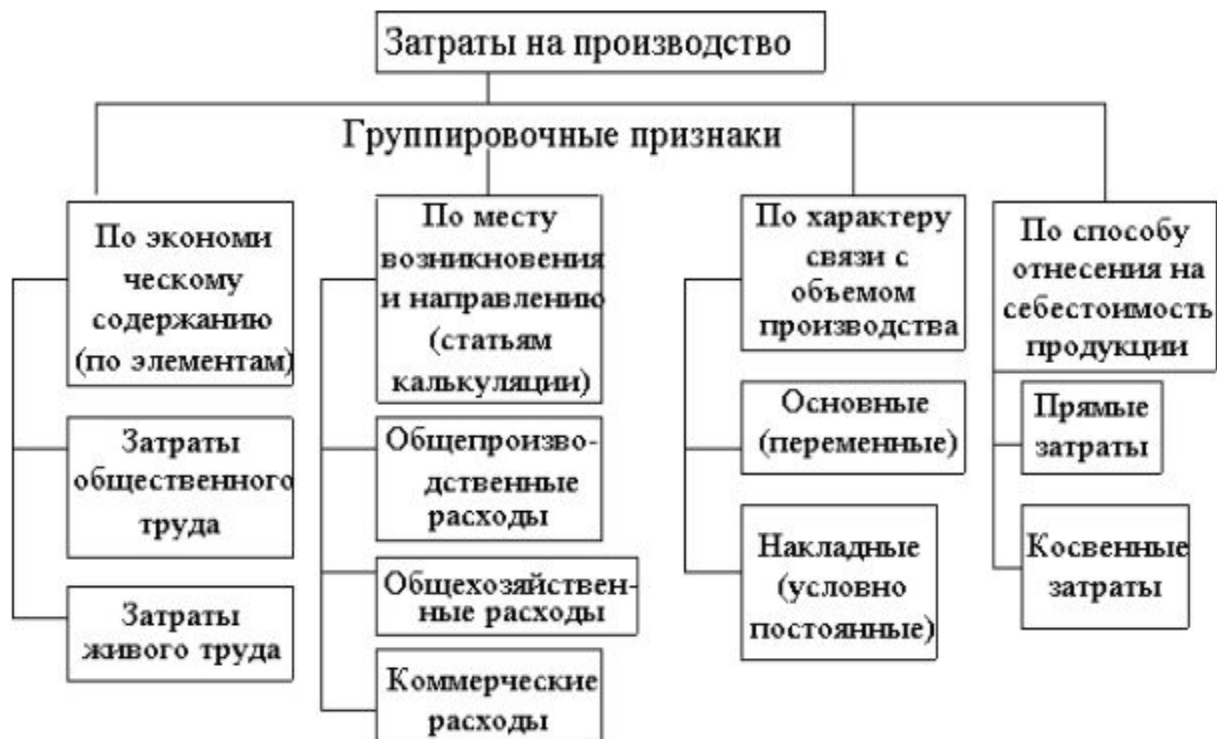 Затраты на производство
Группировочные признаки
По экономи
ческому
содержанию
(по элементам)
Затраты
общественного
труда
Затраты
живого труда
По месту
возникновения
и направлению
(статьям
калькуляции)
Общепроизво-
дственные
расходы
Общехозяйствен-
ные расходы
Коммерческие
расходы
По характеру
связи с
объемом
производства
Основные
(переменные)
Накладные
(условно
постоянные)
По способу
отнесения на
себестоимость
продукции
Прямые
затраты
Косвенные
затраты